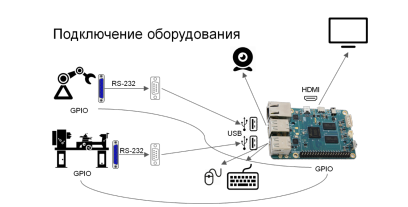 Подключение оборудования
HDMI
RS-232
GPIO
USB
RS-232
GPIO
GPIO